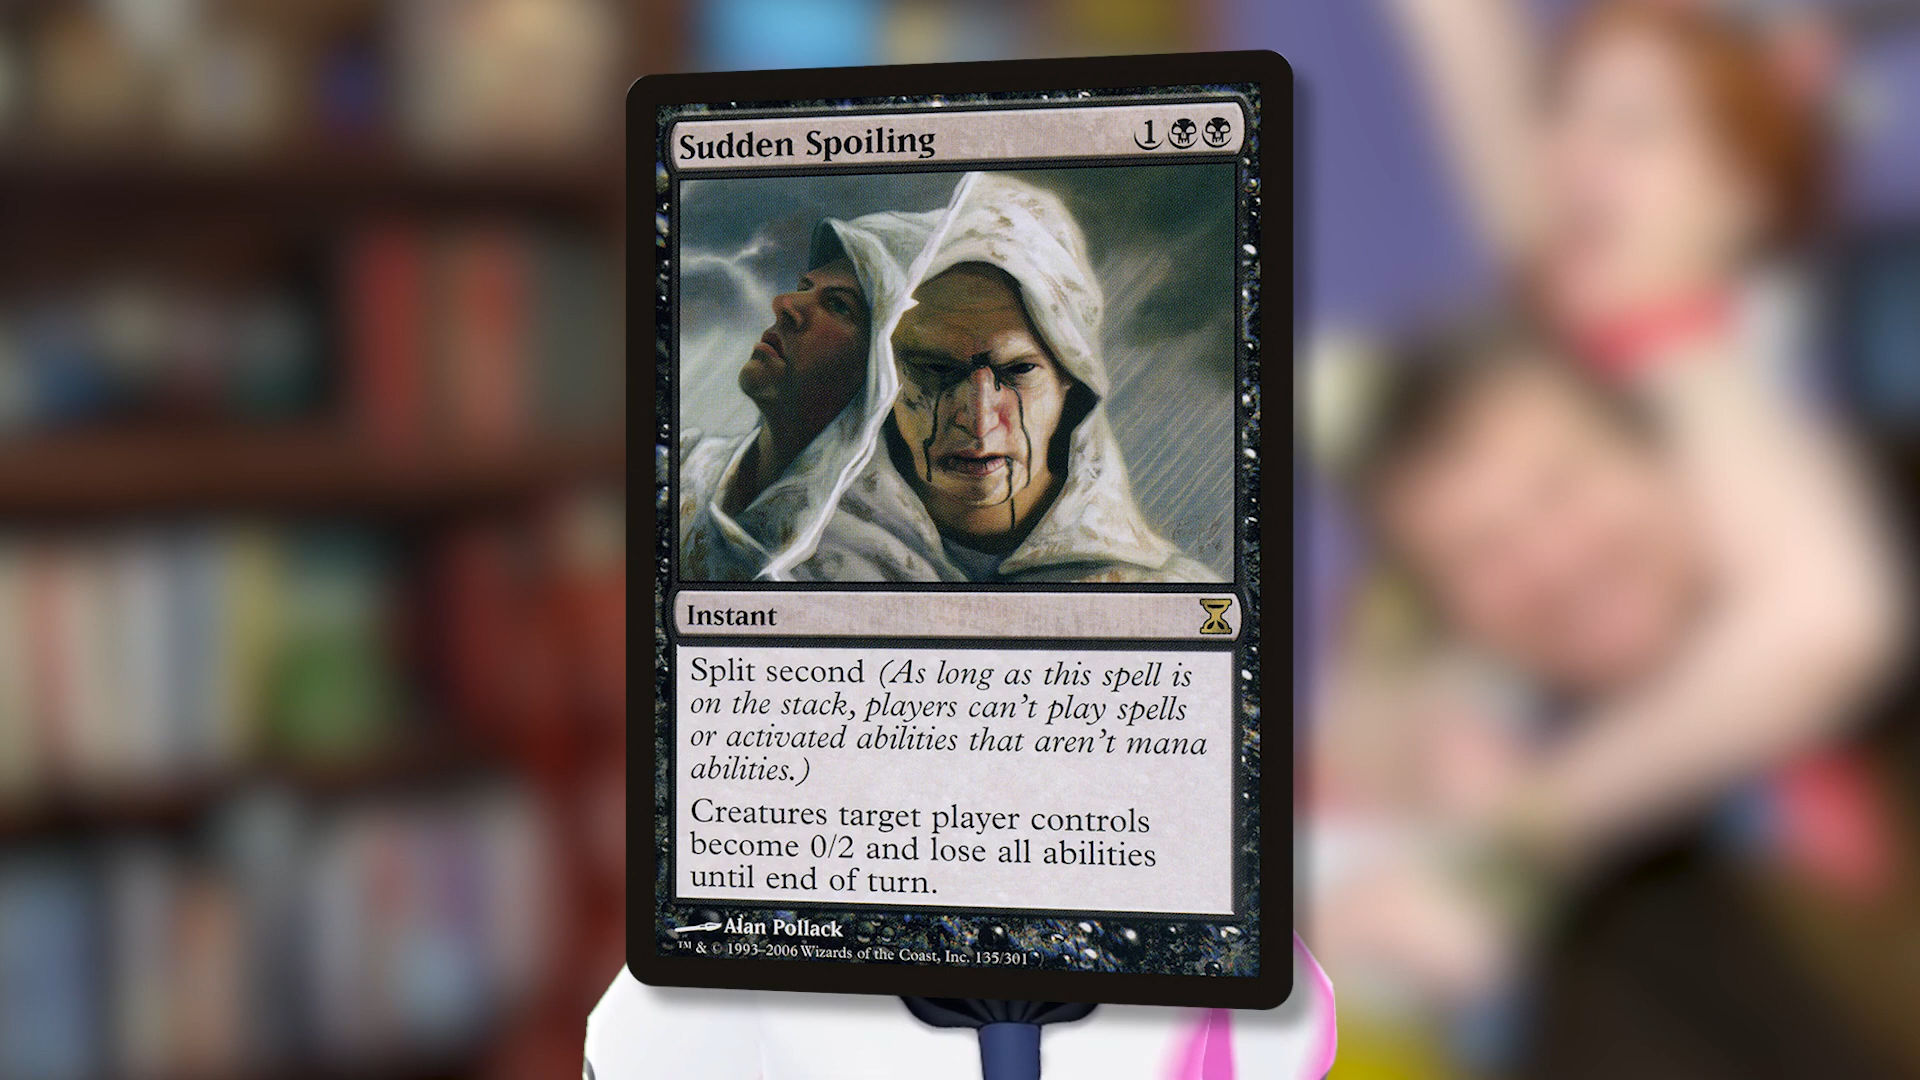 Sudden Spoiling 1
Instant
Split second (As long as this spell is
on the stack, players can't play spells
or activated abilities that aren't mana
abilities.)
Creatures target player controls
become 0/2 and lose all abilities
until end of turn.
Alan Pollack
™ & © 1993–2006 Wizards of the Coast, Inc. 135/301